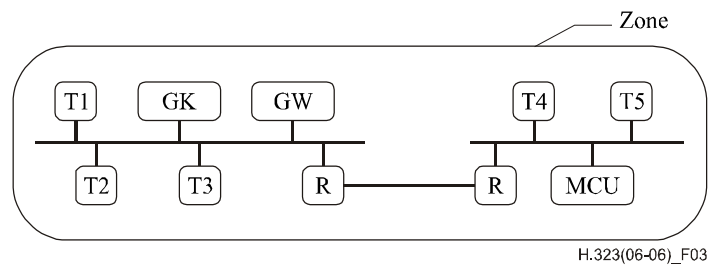 Zone
T1 GK GW T4 T5
T2 T3 R R MCU
H.323(06-06)_F03